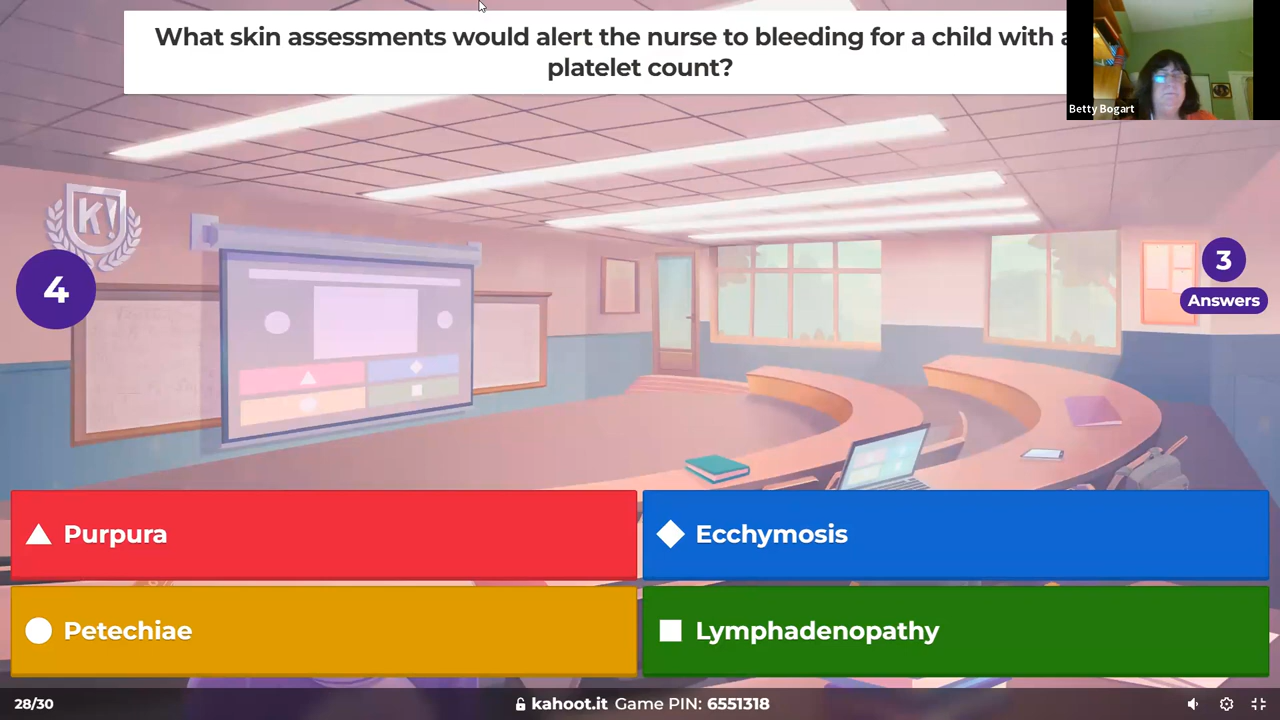 What skin assessments would alert the nurse to bleeding for a child with
platelet count?
Betty Bogart
K!
4
3
Answers
Purpura
Ecchymosis
Petechiae
Lymphadenopathy
28/30
kahoot.it Game PIN: 6551318